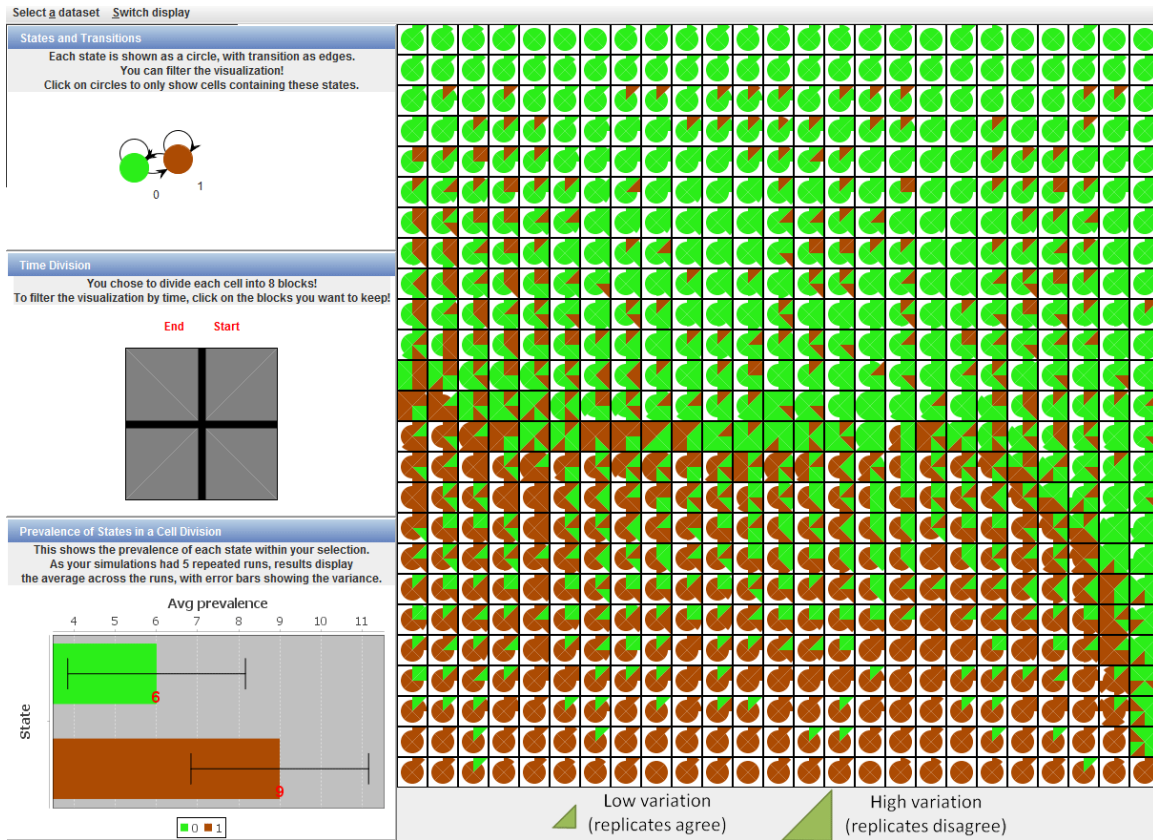 Select a dataset Switch display
States and Transitions
Each state is shown as a circle, with transition as edges.
You can filter the visualization!
Click on circles to only show cells containing these states.
1
0
Time Division
You chose to divide each cell into 8 blocks!
To filter the visualization by time, click on the blocks you want to keep!
End Start
Prevalence of States in a Cell Division
This shows the prevalence of each state within your selection.
As your simulations had 5 repeated runs, results display
the average across the runs, with error bars showing the variance.
Avg prevalence
4 5 6 7 8 9 10 11
6
State
9
0 1
Low variation
(replicates agree)
High variation
(replicates disagree)